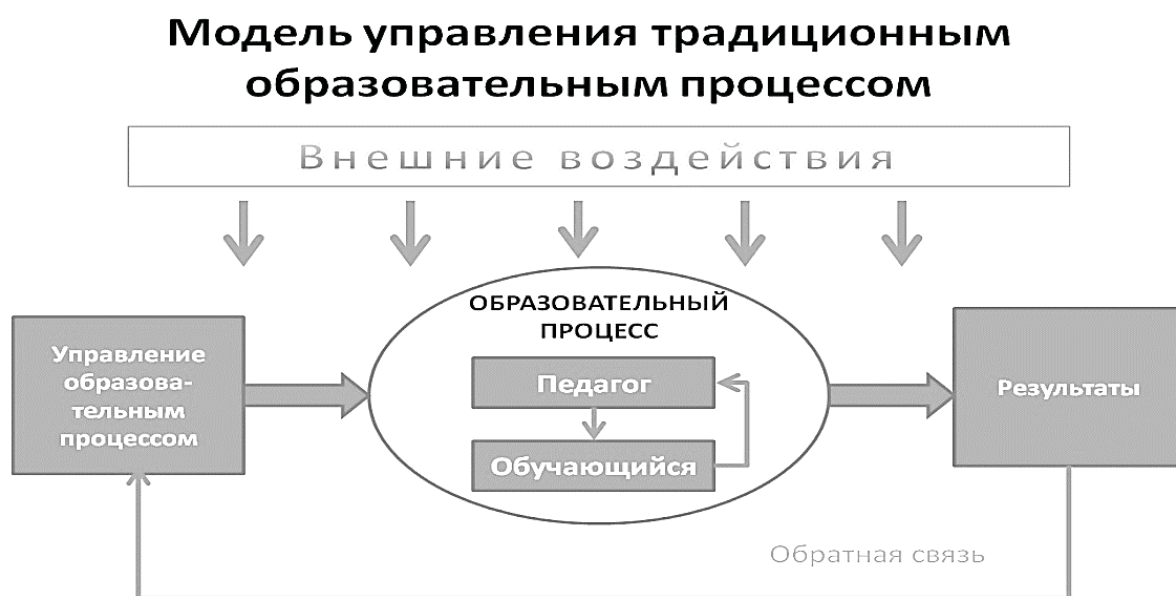 Модель управления традиционным
образовательным процессом
Внешние воздействия
ОБРАЗОВАТЕЛЬНЫЙ
ПРОЦЕСС
Управление
образова-
тельным
процессом
Педагог
Обучающийся
Результаты
Обратная связь